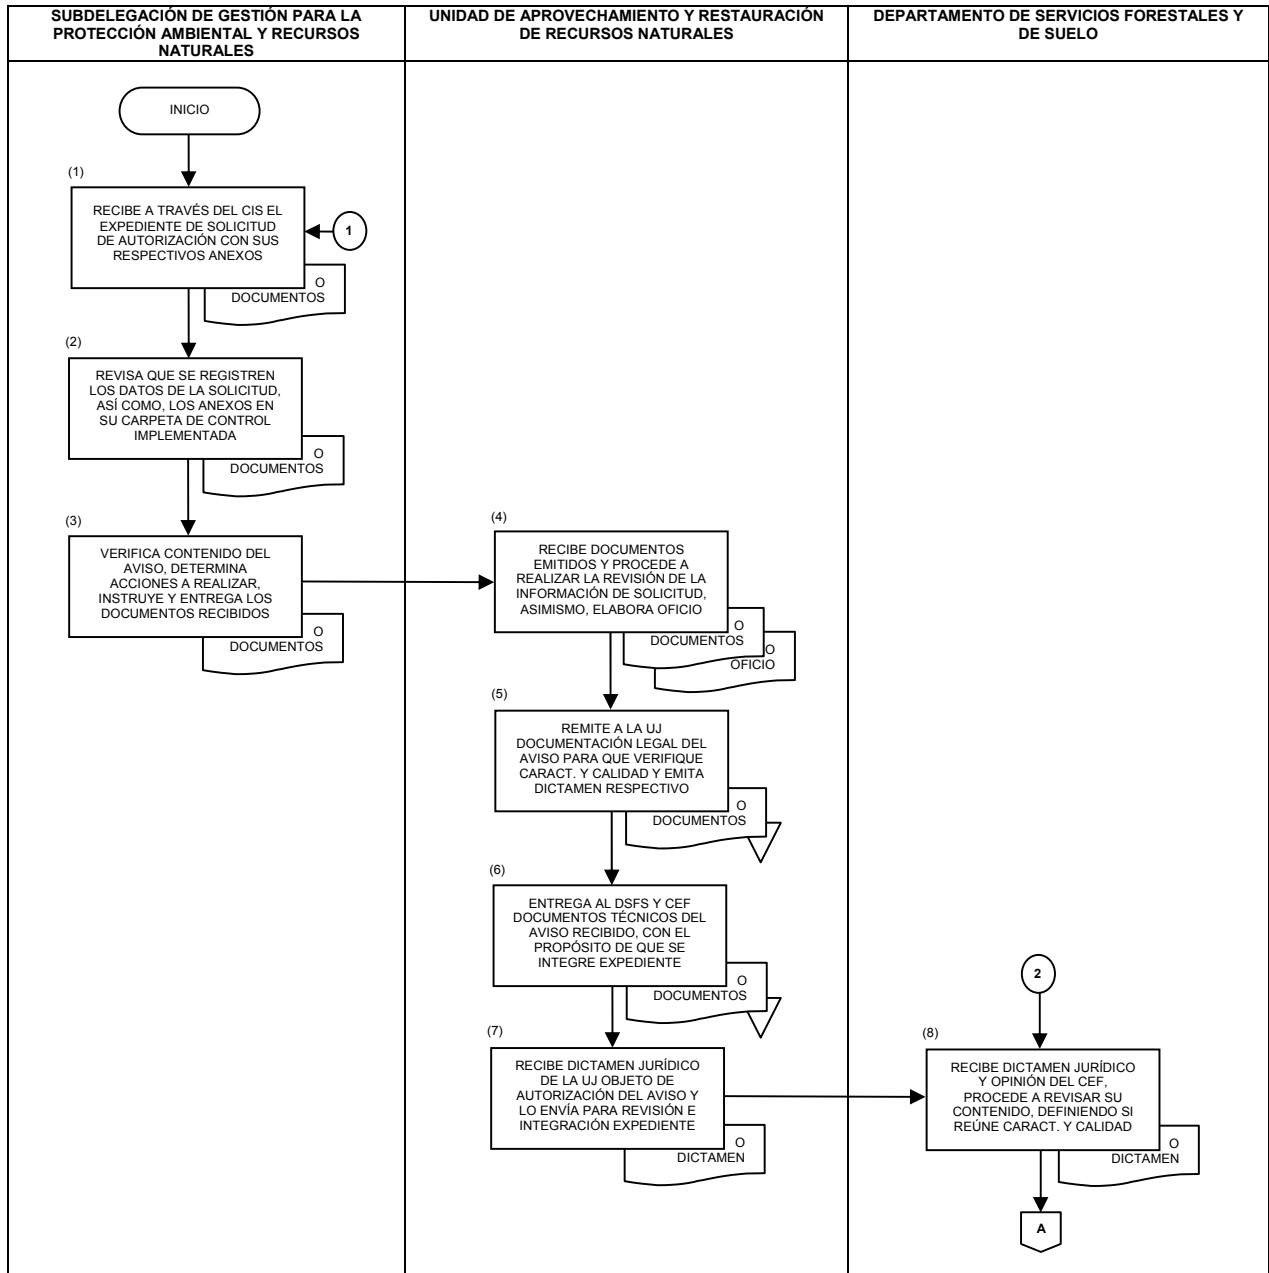 SUBDELEGACIÓN DE GESTIÓN PARA LA
PROTECCIÓN AMBIENTAL Y RECURSOS
NATURALES
UNIDAD DE APROVECHAMIENTO Y RESTAURACIÓN
DE RECURSOS NATURALES
DEPARTAMENTO DE SERVICIOS FORESTALES Y
DE SUELO
INICIO
(1)
RECIBE A TRAVÉS DEL CIS EL
EXPEDIENTE DE SOLICITUD
DE AUTORIZACIÓN CON SUS
RESPECTIVOS ANEXOS
1
O
DOCUMENTOS
(2)
REVISA QUE SE REGISTREN
LOS DATOS DE LA SOLICITUD,
ASÍ COMO, LOS ANEXOS EN
SU CARPETA DE CONTROL
IMPLEMENTADA
O
DOCUMENTOS
(3)
VERIFICA CONTENIDO DEL
AVISO, DETERMINA
ACCIONES A REALIZAR,
INSTRUYE Y ENTREGA LOS
DOCUMENTOS RECIBIDOS
O
DOCUMENTOS
(4)
RECIBE DOCUMENTOS
EMITIDOS Y PROCEDE A
REALIZAR LA REVISIÓN DE LA
INFORMACIÓN DE SOLICITUD,
ASIMISMO, ELABORA OFICIO
O
DOCUMENTOS
O
OFICIO
(5)
REMITE A LA UJ
DOCUMENTACIÓN LEGAL DEL
AVISO PARA QUE VERIFIQUE
CARACT. Y CALIDAD Y EMITA
DICTAMEN RESPECTIVO
O
DOCUMENTOS
(6)
ENTREGA AL DSFS Y CEF
DOCUMENTOS TÉCNICOS DEL
AVISO RECIBIDO, CON EL
PROPÓSITO DE QUE SE
INTEGRE EXPEDIENTE
O
DOCUMENTOS
(7)
RECIBE DICTAMEN JURÍDICO
DE LA UJ OBJETO DE
AUTORIZACIÓN DEL AVISO Y
LO ENVÍA PARA REVISIÓN E
INTEGRACIÓN EXPEDIENTE
O
DICTAMEN
2
(8)
RECIBE DICTAMEN JURÍDICO
Y OPINIÓN DEL CEF,
PROCEDE A REVISAR SU
CONTENIDO, DEFINIENDO SI
REÚNE CARACT. Y CALIDAD
O
DICTAMEN
A